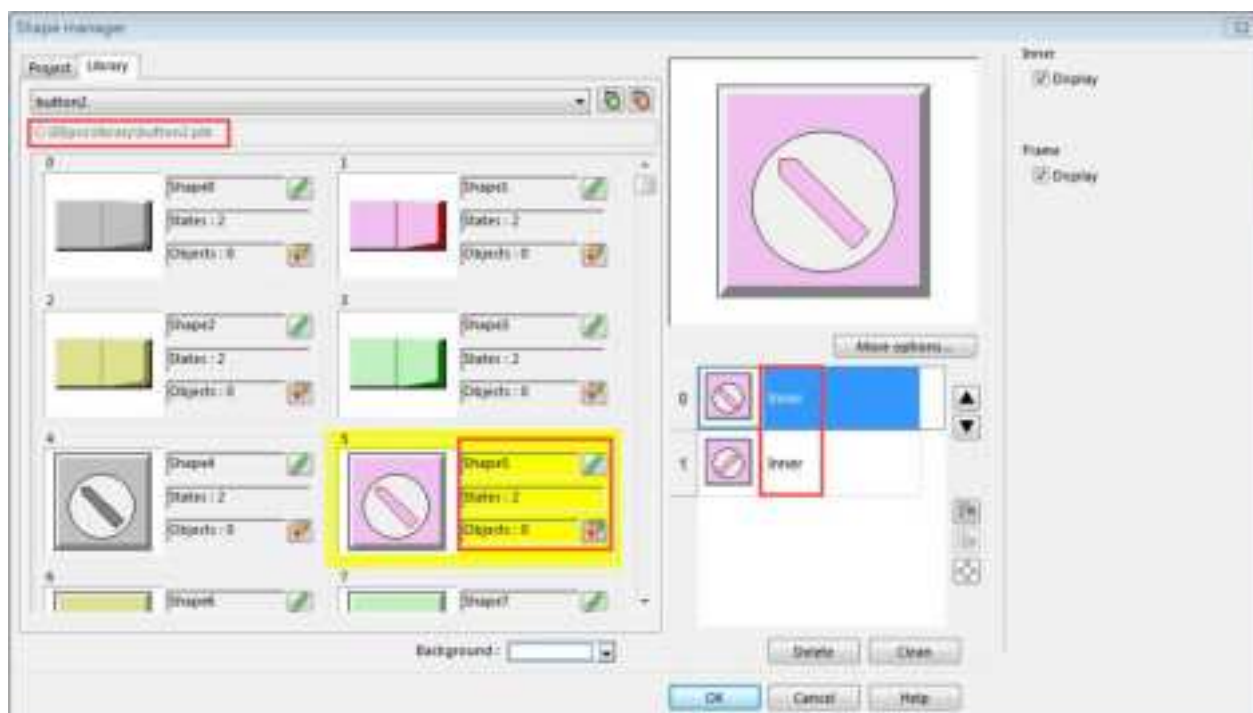 Shape manager
Project Library
button2
0
Shape0
States : 2
Objects : 0
1
Shape1
States : 2
Objects : 0
2
Shape2
States : 2
Objects : 0
3
Shape3
States : 2
Objects : 0
4
Shape4
States : 2
Objects : 0
5
Shape5
States : 2
Objects : 0
6
Shape6
7
Shape7
Background :
More options...
0 Inner
1 Inner
Delete Clean
OK Cancel Help
Inner
Display
Frame
Display